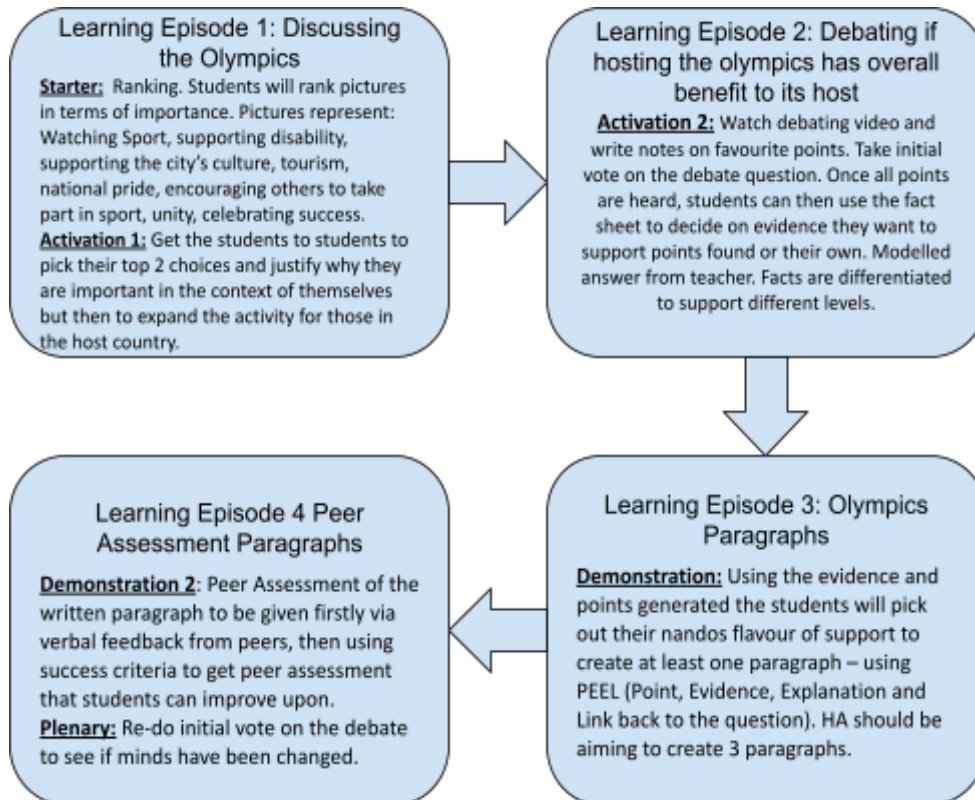 Learning Episode 1: Discussing
the Olympics
Starter: Ranking. Students will rank pictures
in terms of importance. Pictures represent:
Watching Sport, supporting disability,
supporting the city's culture, tourism,
national pride, encouraging others to take
part in sport, unity, celebrating success.
Activation 1: Get the students to students to
pick their top 2 choices and justify why they
are important in the context of themselves
but then to expand the activity for those in
the host country.
Learning Episode 2: Debating if
hosting the olympics has overall
benefit to its host
Activation 2: Watch debating video and
write notes on favourite points. Take initial
vote on the debate question. Once all points
are heard, students can then use the fact
sheet to decide on evidence they want to
support points found or their own. Modelled
answer from teacher. Facts are differentiated
to support different levels.
Learning Episode 3: Olympics
Paragraphs
Demonstration: Using the evidence and
points generated the students will pick
out their nandos flavour of support to
create at least one paragraph – using
PEEL (Point, Evidence, Explanation and
Link back to the question). HA should be
aiming to create 3 paragraphs.
Learning Episode 4 Peer
Assessment Paragraphs
Demonstration 2: Peer Assessment of the
written paragraph to be given firstly via
verbal feedback from peers, then using
success criteria to get peer assessment
that students can improve upon.
Plenary: Re-do initial vote on the debate
to see if minds have been changed.